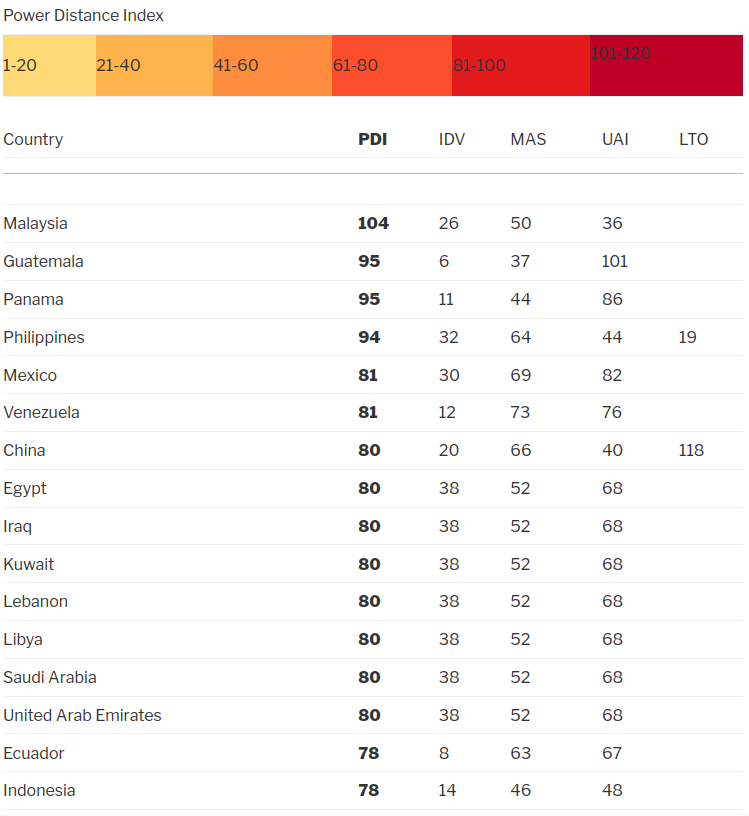 Power Distance Index
1-20 21-40 41-60 61-80 81-100 101-120
Country PDI IDV MAS UAI LTO
Malaysia 104 26 50 36
Guatemala 95 6 37 101
Panama 95 11 44 86
Philippines 94 32 64 44 19
Mexico 81 30 69 82
Venezuela 81 12 73 76
China 80 20 66 40 118
Egypt 80 38 52 68
Iraq 80 38 52 68
Kuwait 80 38 52 68
Lebanon 80 38 52 68
Libya 80 38 52 68
Saudi Arabia 80 38 52 68
United Arab Emirates 80 38 52 68
Ecuador 78 8 63 67
Indonesia 78 14 46 48